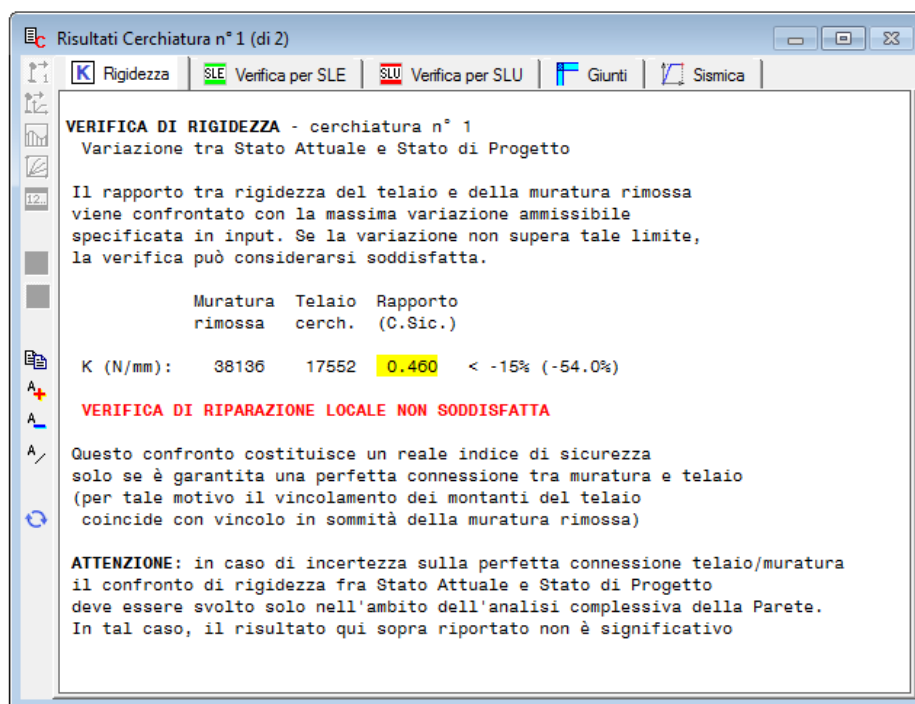 Risultati Cerchiatura n° 1 (di 2)
K Rigidezza SLE Verifica per SLE SLU Verifica per SLU Giunti Sismica
VERIFICA DI RIGIDEZZA - cerchiatura n° 1
Variazione tra Stato Attuale e Stato di Progetto
Il rapporto tra rigidezza del telaio e della muratura rimossa
viene confrontato con la massima variazione ammissibile
specificata in input. Se la variazione non supera tale limite,
la verifica può considerarsi soddisfatta.
Muratura Telaio Rapporto
rimossa cerch. (C.Sic.)
K (N/mm): 38136 17552 0.460 < -15% (-54.0%)
VERIFICA DI RIPARAZIONE LOCALE NON SODDISFATTA
Questo confronto costituisce un reale indice di sicurezza
solo se è garantita una perfetta connessione tra muratura e telaio
(per tale motivo il vincolamento dei montanti del telaio
coincide con vincolo in sommità della muratura rimossa)
ATTENZIONE: in caso di incertezza sulla perfetta connessione telaio/muratura
il confronto di rigidezza fra Stato Attuale e Stato di Progetto
deve essere svolto solo nell'ambito dell'analisi complessiva della Parete.
In tal caso, il risultato qui sopra riportato non è significativo